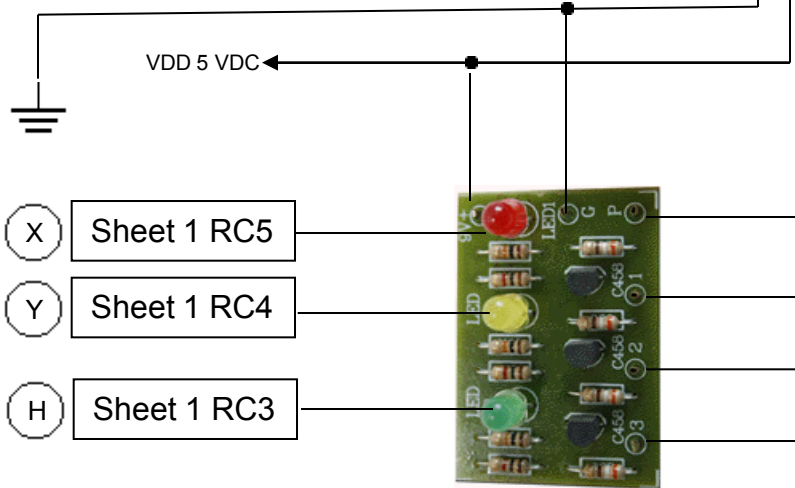 VDD 5 VDC
X Sheet 1 RC5
9V+
LED1
G
P
C458
1
Y Sheet 1 RC4
LED
C458
2
H Sheet 1 RC3
LED
C458
3